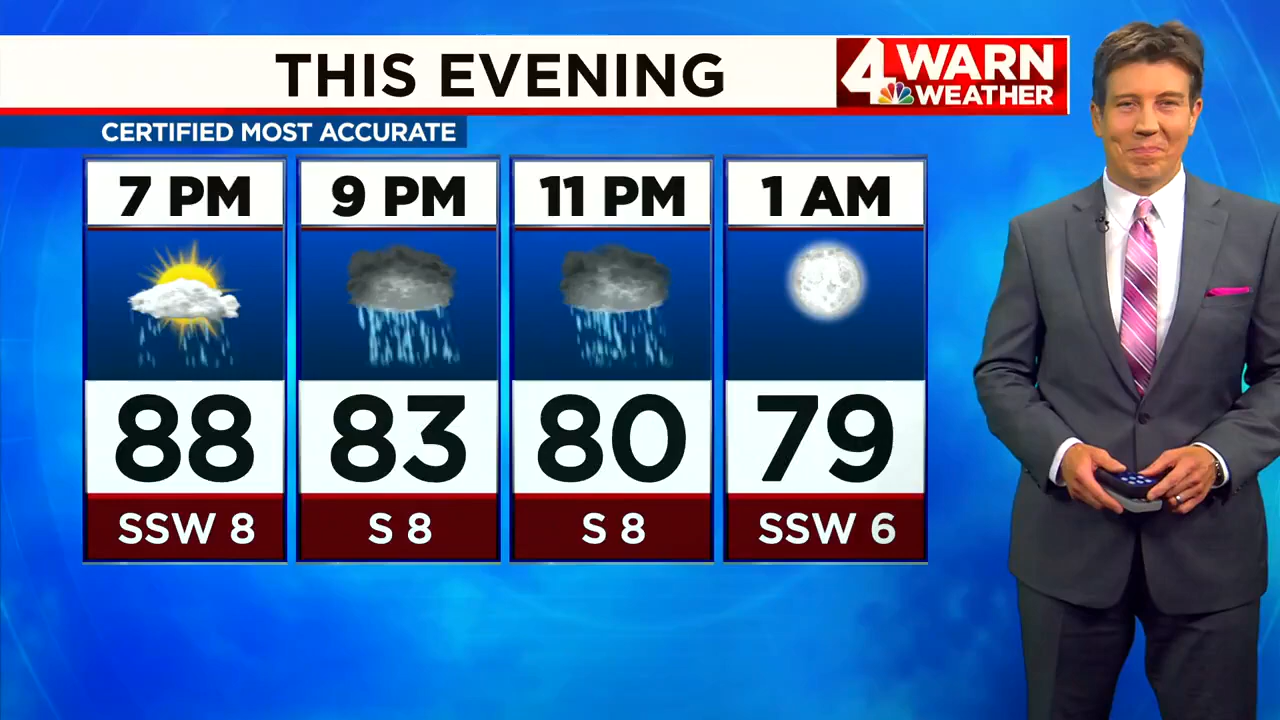 THIS EVENING
4 WARN
WEATHER
CERTIFIED MOST ACCURATE
7 PM 9 PM 11 PM 1 AM
88 83 80 79
SSW 8 S 8 S 8 SSW 6